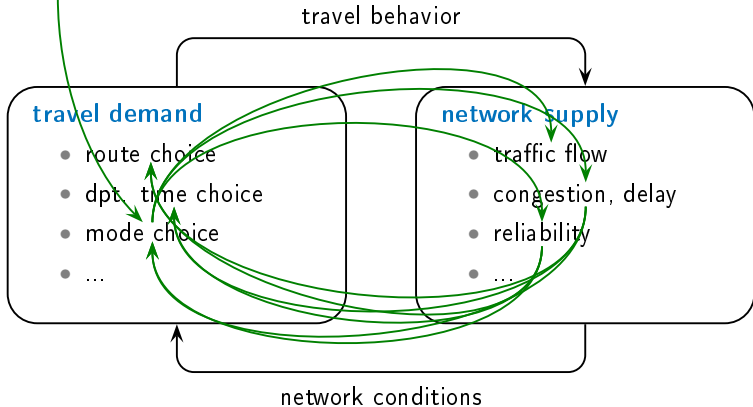 travel behavior
travel demand
route choice
dpt. time choice
mode choice
...
network supply
traffic flow
congestion, delay
reliability
...
network conditions